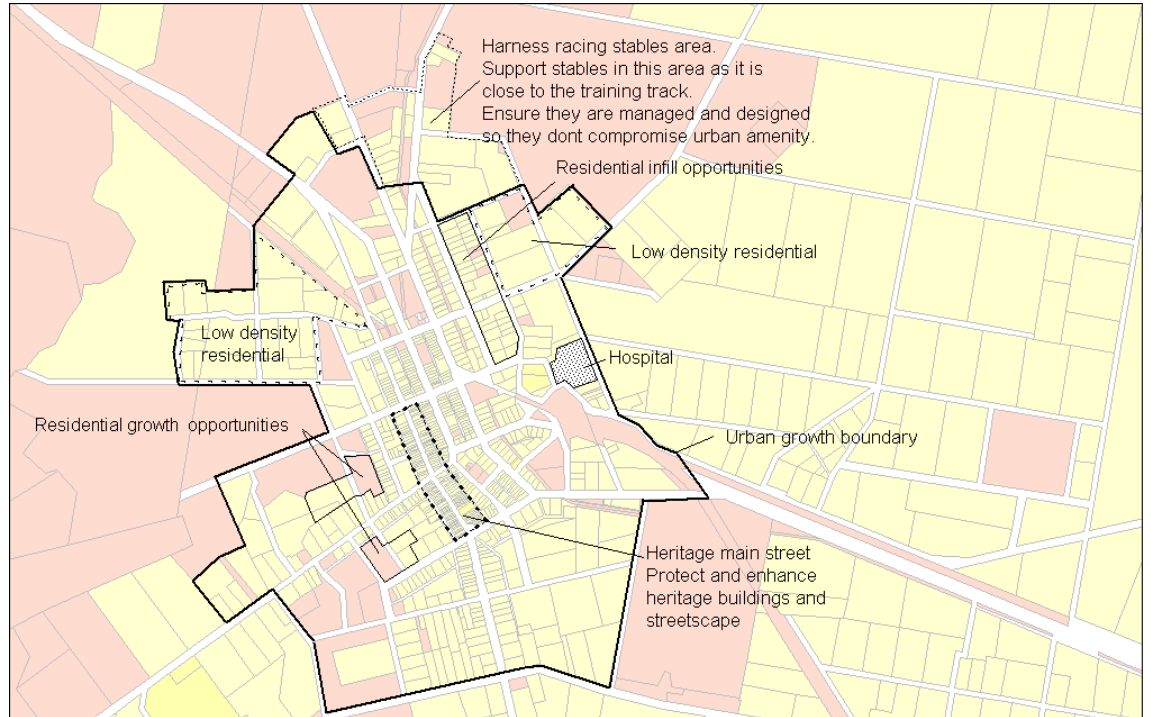 Harness racing stables area.
Support stables in this area as it is
close to the training track.
Ensure they are managed and designed
so they dont compromise urban amenity.
Residential infill opportunities
Low density residential
Low density
residential
Hospital
Residential growth opportunities
Urban growth boundary
Heritage main street
Protect and enhance
heritage buildings and
streetscape